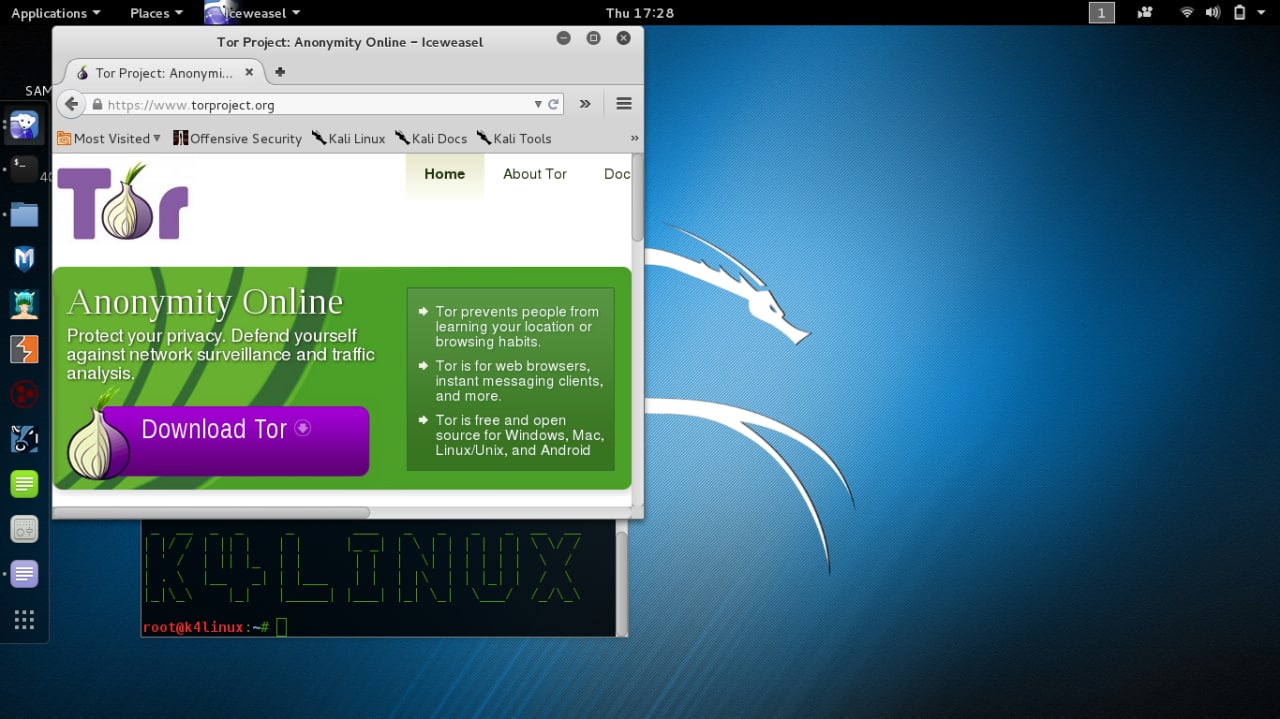 Applications Places Iceweasel Thu 17:28 1
Tor Project: Anonymity Online – Iceweasel
Tor Project: Anonymi...
SAM
https://www.torproject.org
Most Visited Offensive Security Kali Linux Kali Docs Kali Tools
40
Tor
Home About Tor Doc
Anonymity Online
Protect your privacy. Defend yourself
against network surveillance and traffic
analysis.
Download Tor
Tor prevents people from
learning your location or
browsing habits.
Tor is for web browsers,
instant messaging clients,
and more.
Tor is free and open
source for Windows, Mac,
Linux/Unix, and Android
K4LINUX
root@k4linux:~#